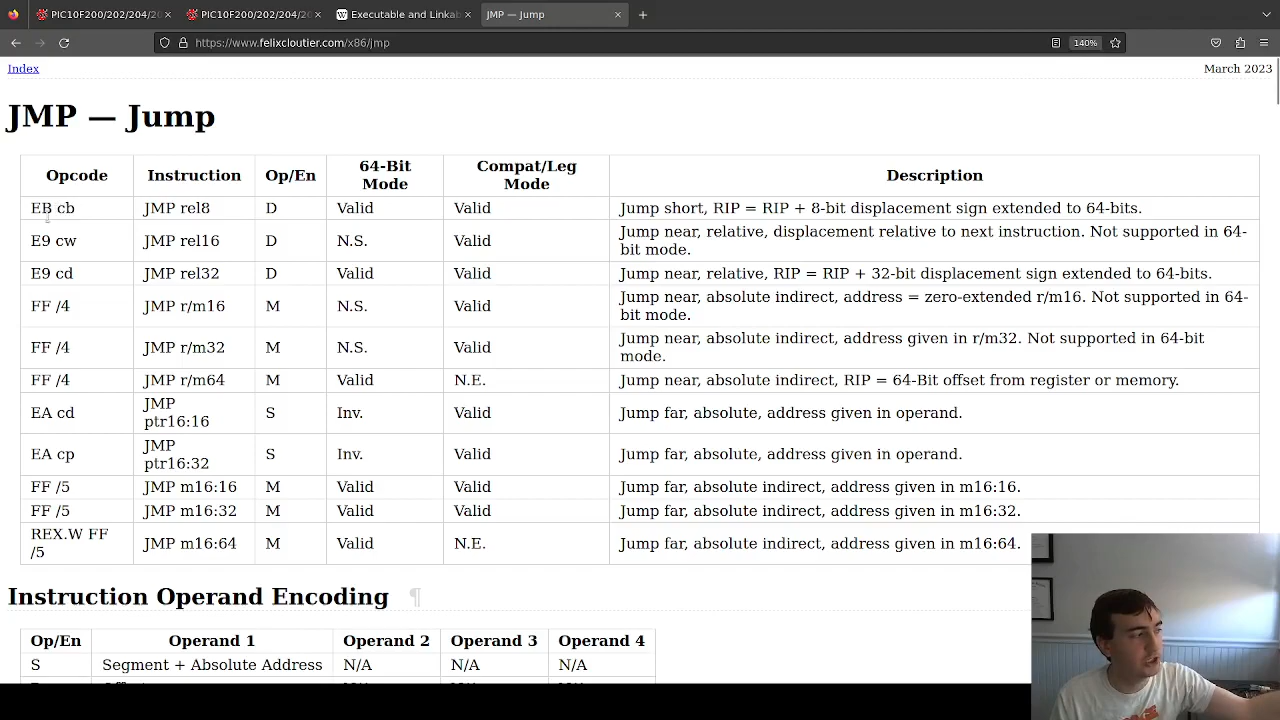 PIC10F200/202/204/20
PIC10F200/202/204/20
Executable and Linkab
JMP — Jump
https://www.felixcloutier.com/x86/jmp
140%
Index
March 2023
JMP — Jump
Opcode Instruction Op/En 64-Bit Mode Compat/Leg Mode Description
EB cb JMP rel8 D Valid Valid Jump short, RIP = RIP + 8-bit displacement sign extended to 64-bits.
E9 cw JMP rel16 D N.S. Valid Jump near, relative, displacement relative to next instruction. Not supported in 64-
bit mode.
E9 cd JMP rel32 D Valid Valid Jump near, relative, RIP = RIP + 32-bit displacement sign extended to 64-bits.
FF /4 JMP r/m16 M N.S. Valid Jump near, absolute indirect, address = zero-extended r/m16. Not supported in 64-
bit mode.
FF /4 JMP r/m32 M N.S. Valid Jump near, absolute indirect, address given in r/m32. Not supported in 64-bit
mode.
FF /4 JMP r/m64 M Valid N.E. Jump near, absolute indirect, RIP = 64-Bit offset from register or memory.
EA cd JMP ptr16:16 S Inv. Valid Jump far, absolute, address given in operand.
EA cp JMP ptr16:32 S Inv. Valid Jump far, absolute, address given in operand.
FF /5 JMP m16:16 M Valid Valid Jump far, absolute indirect, address given in m16:16.
FF /5 JMP m16:32 M Valid Valid Jump far, absolute indirect, address given in m16:32.
REX.W FF /5 JMP m16:64 M Valid N.E. Jump far, absolute indirect, address given in m16:64.
Instruction Operand Encoding ¶
Op/En Operand 1 Operand 2 Operand 3 Operand 4
S Segment + Absolute Address N/A N/A N/A